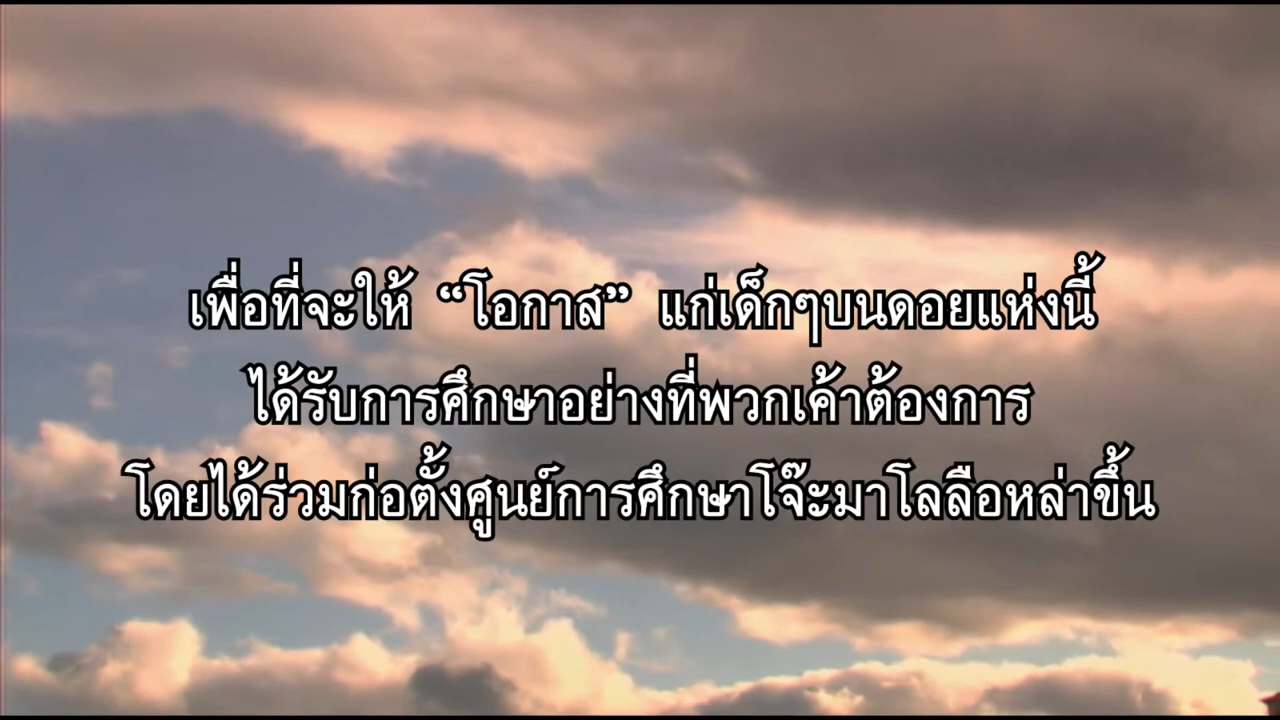 เพื่อที่จะให้ “โอกาส” แก่เด็กๆบนดอยแห่งนี้
ได้รับการศึกษาอย่างที่พวกเค้าต้องการ
โดยได้ร่วมก่อตั้งศูนย์การศึกษาโจ๊ะมาโลลือหล่าขึ้น